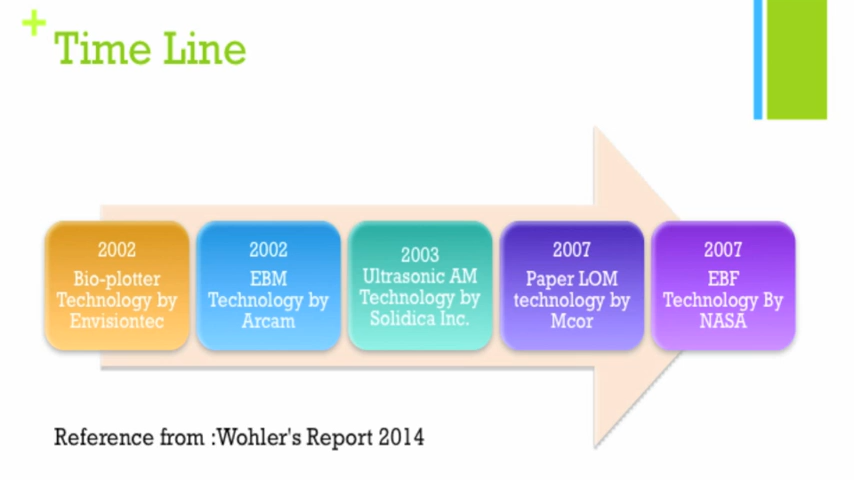 +
Time Line
2002
Bio-plotter
Technology by
Envisiontec
2002
EBM
Technology by
Arcam
2003
Ultrasonic AM
Technology by
Solidica Inc.
2007
Paper LOM
technology by
Mcor
2007
EBF
Technology By
NASA
Reference from :Wohler's Report 2014